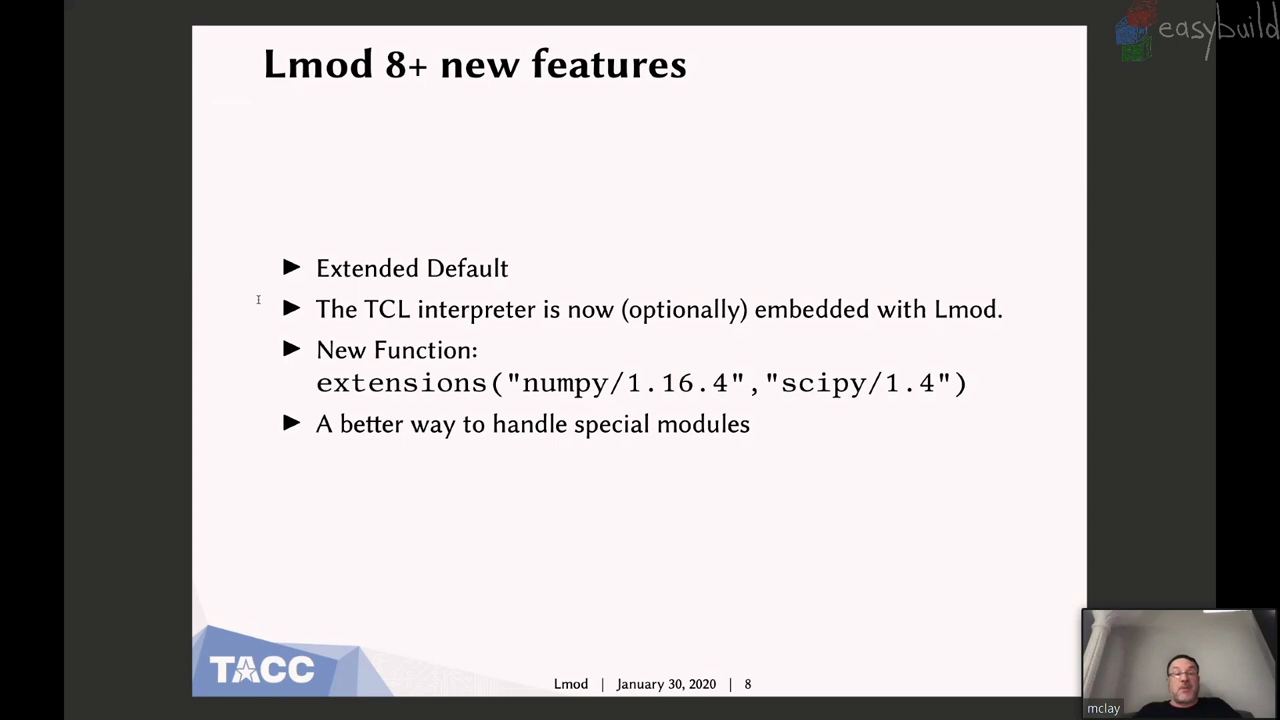 easybuild
Lmod 8+ new features
▶ Extended Default
▶ The TCL interpreter is now (optionally) embedded with Lmod.
▶ New Function:
extensions("numpy/1.16.4","scipy/1.4")
▶ A better way to handle special modules
TACC
Lmod | January 30, 2020 | 8
mclay